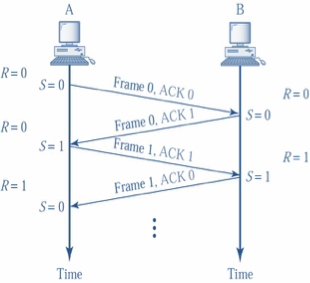 A B
R=0
S=0
Frame 0, ACK 0
R=0
S=0
Frame 0, ACK 1
R=0
S=1
Frame 1, ACK 1
R=1
S=1
Frame 1, ACK 0
R=1
S=0
Time Time